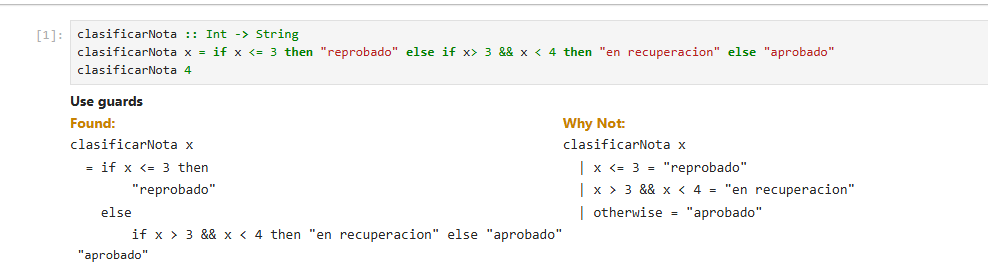 [1]: clasificarNota :: Int -> String
clasificarNota x = if x <= 3 then "reprobado" else if x> 3 && x < 4 then "en recuperacion" else "aprobado"
clasificarNota 4
Use guards
Found:
clasificarNota x
= if x <= 3 then
"reprobado"
else
if x > 3 && x < 4 then "en recuperacion" else "aprobado"
Why Not:
clasificarNota x
| x <= 3 = "reprobado"
| x > 3 && x < 4 = "en recuperacion"
| otherwise = "aprobado"
"aprobado"